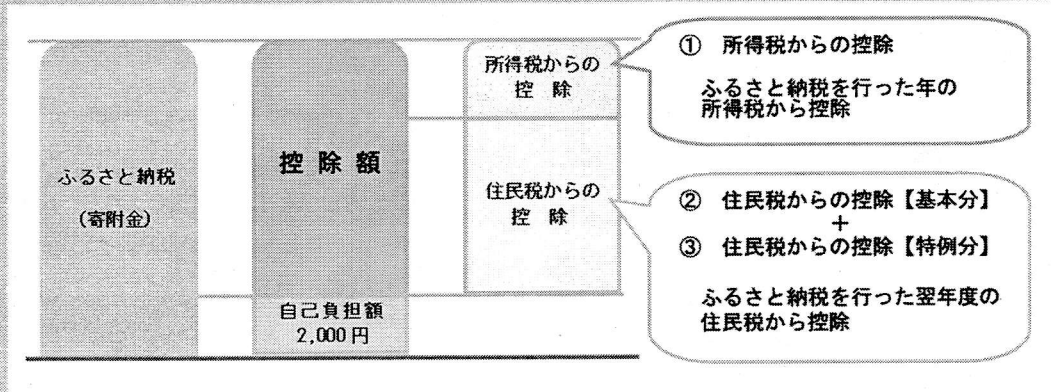 ふるさと納税
(寄附金)
控 除 額
自己負担額
2,000円
所得税からの
控 除
住民税からの
控 除
① 所得税からの控除
ふるさと納税を行った年の
所得税から控除
② 住民税からの控除【基本分】
+
③ 住民税からの控除【特例分】
ふるさと納税を行った翌年度の
住民税から控除